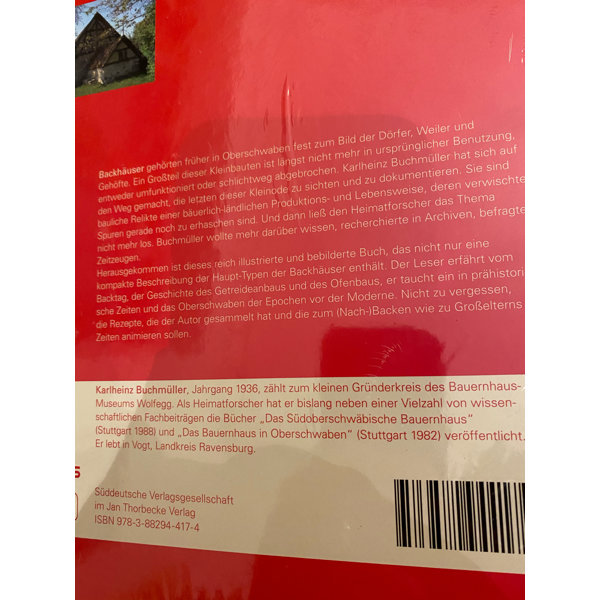 Backhäuser gehörten früher in Oberschwaben fest zum Bild der Dörfer, Weiler und
Gehöfte. Ein Großteil dieser Kleinbauten ist längst nicht mehr in ursprünglicher Benutzung,
entweder umfunktioniert oder schlichtweg abgebrochen. Karlheinz Buchmüller hat sich auf
den Weg gemacht, die letzten dieser Kleinode zu sichten und zu dokumentieren. Sie sind
bauliche Relikte einer bäuerlich-ländlichen Produktions- und Lebensweise, deren verwischte
Spuren gerade noch zu erhaschen sind. Und dann ließ den Heimatforscher das Thema
nicht mehr los. Buchmüller wollte mehr darüber wissen, recherchierte in Archiven, befragte
Zeitzeugen.
Herausgekommen ist dieses reich illustrierte und bebilderte Buch, das nicht nur eine
kompakte Beschreibung der Haupt-Typen der Backhäuser enthält. Der Leser erfährt vom
Backtag, der Geschichte des Getreideanbaus und des Ofenbaus, er taucht ein in prähistori
sche Zeiten und das Oberschwaben der Epochen vor der Moderne. Nicht zu vergessen,
die Rezepte, die der Autor gesammelt hat und die zum (Nach-)Backen wie zu Großelterns
Zeiten animieren sollen.
Karlheinz Buchmüller, Jahrgang 1936, zählt zum kleinen Gründerkreis des Bauernhaus-
Museums Wolfegg. Als Heimatforscher hat er bislang neben einer Vielzahl von wissen-
schaftlichen Fachbeiträgen die Bücher „Das Südoberschwäbische Bauernhaus"
(Stuttgart 1988) und „Das Bauernhaus in Oberschwaben" (Stuttgart 1982) veröffentlicht.
Er lebt in Vogt, Landkreis Ravensburg.
Süddeutsche Verlagsgesellschaft
im Jan Thorbecke Verlag
ISBN 978-3-88294-417-4